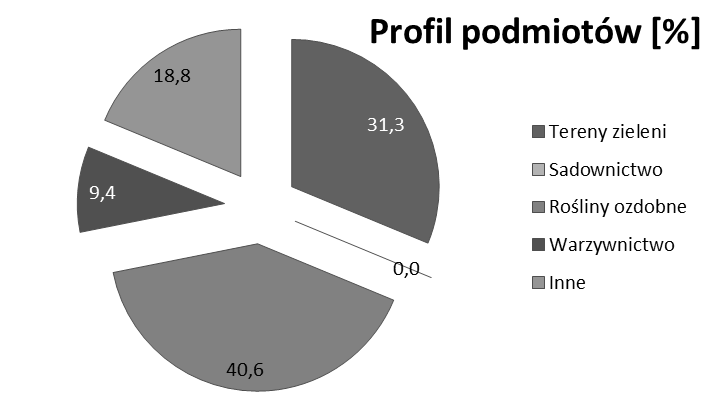 Profil podmiotów [%]
18,8
31,3
9,4
0,0
40,6
Tereny zieleni
Sadownictwo
Rośliny ozdobne
Warzywnictwo
Inne